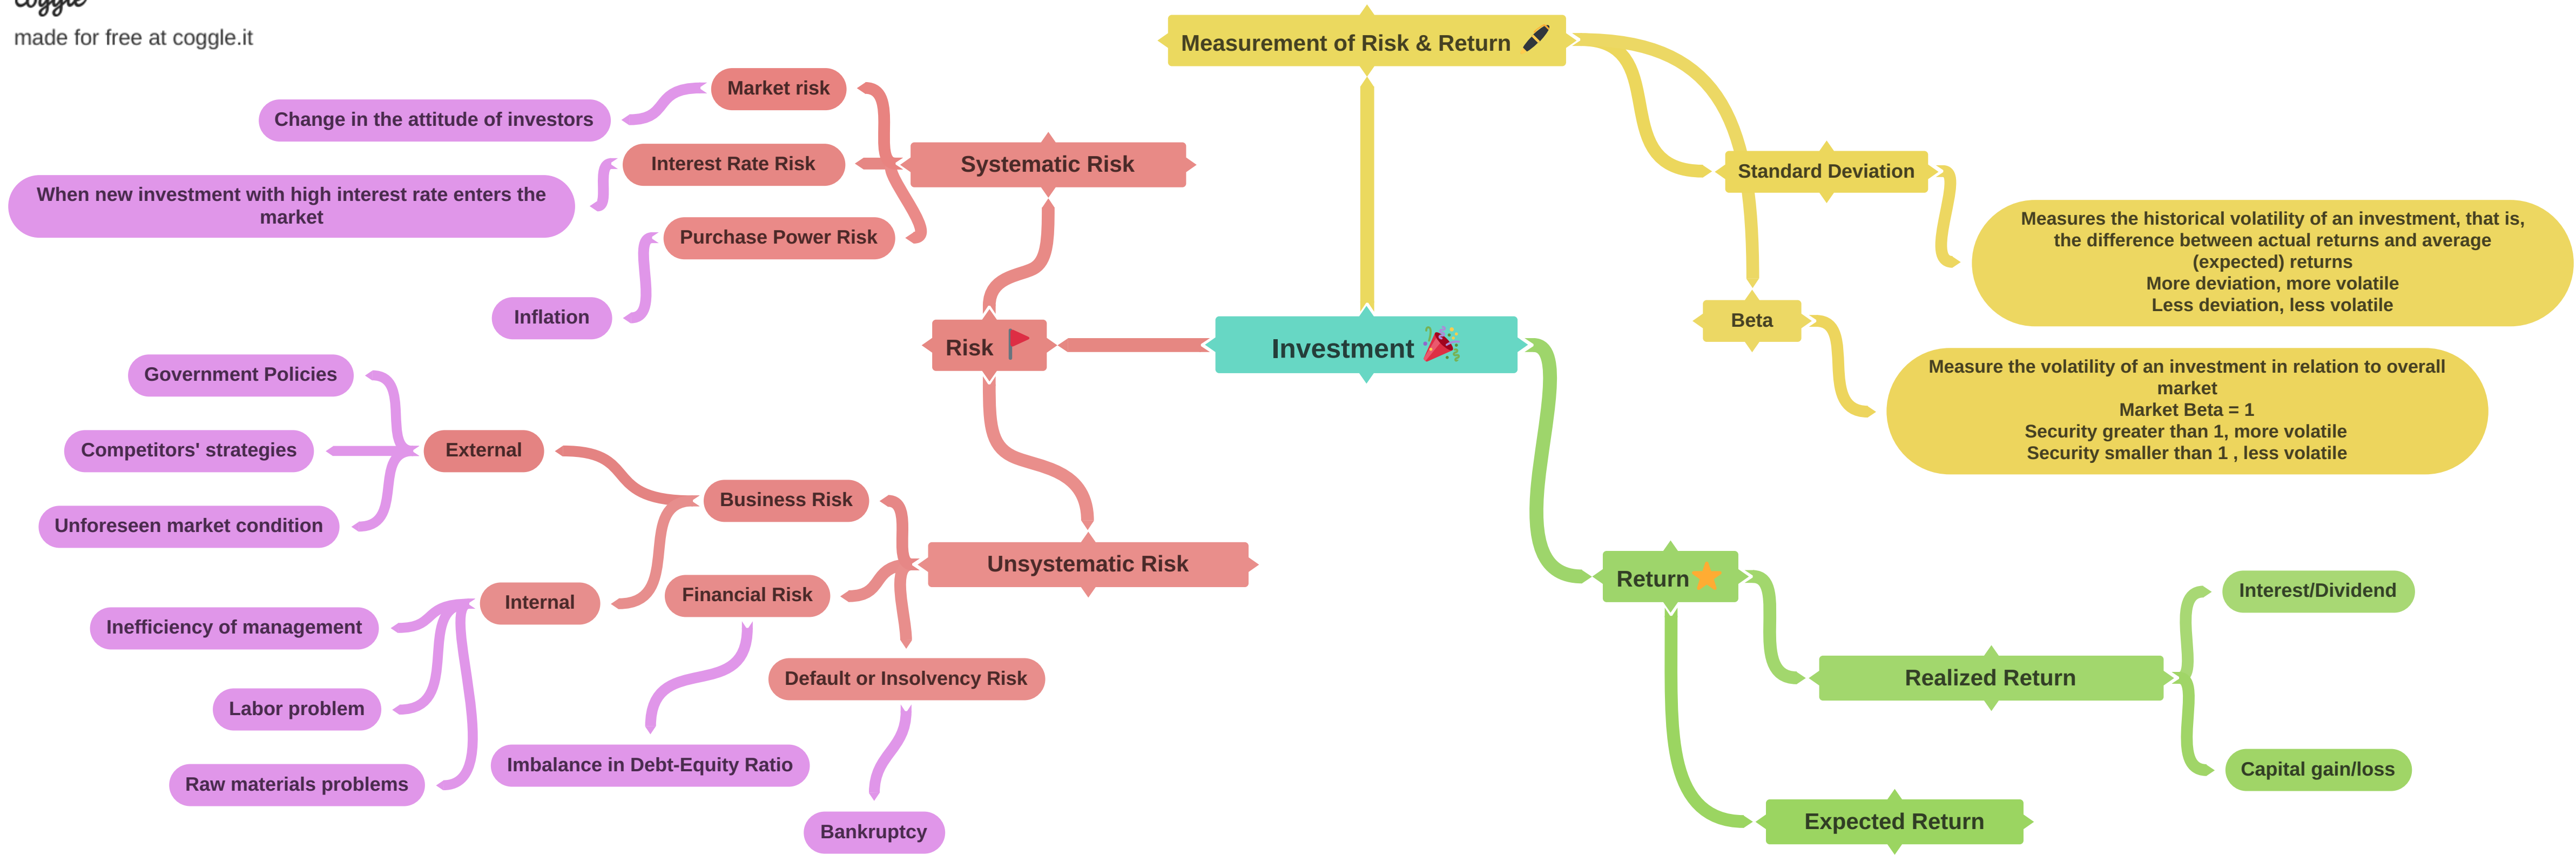 Coggle
made for free at coggle.it
Measurement of Risk & Return
Market risk
Change in the attitude of investors
Interest Rate Risk
Systematic Risk
When new investment with high interest rate enters the
market
Purchase Power Risk
Inflation
Standard Deviation
Measures the historical volatility of an investment, that is,
the difference between actual returns and average
(expected) returns
More deviation, more volatile
Less deviation, less volatile
Beta
Measure the volatility of an investment in relation to overall
market
Market Beta = 1
Security greater than 1, more volatile
Security smaller than 1 , less volatile
Risk
Investment
Government Policies
Competitors' strategies
External
Unforeseen market condition
Business Risk
Unsystematic Risk
Financial Risk
Internal
Inefficiency of management
Labor problem
Raw materials problems
Default or Insolvency Risk
Imbalance in Debt-Equity Ratio
Bankruptcy
Return
Interest/Dividend
Realized Return
Capital gain/loss
Expected Return